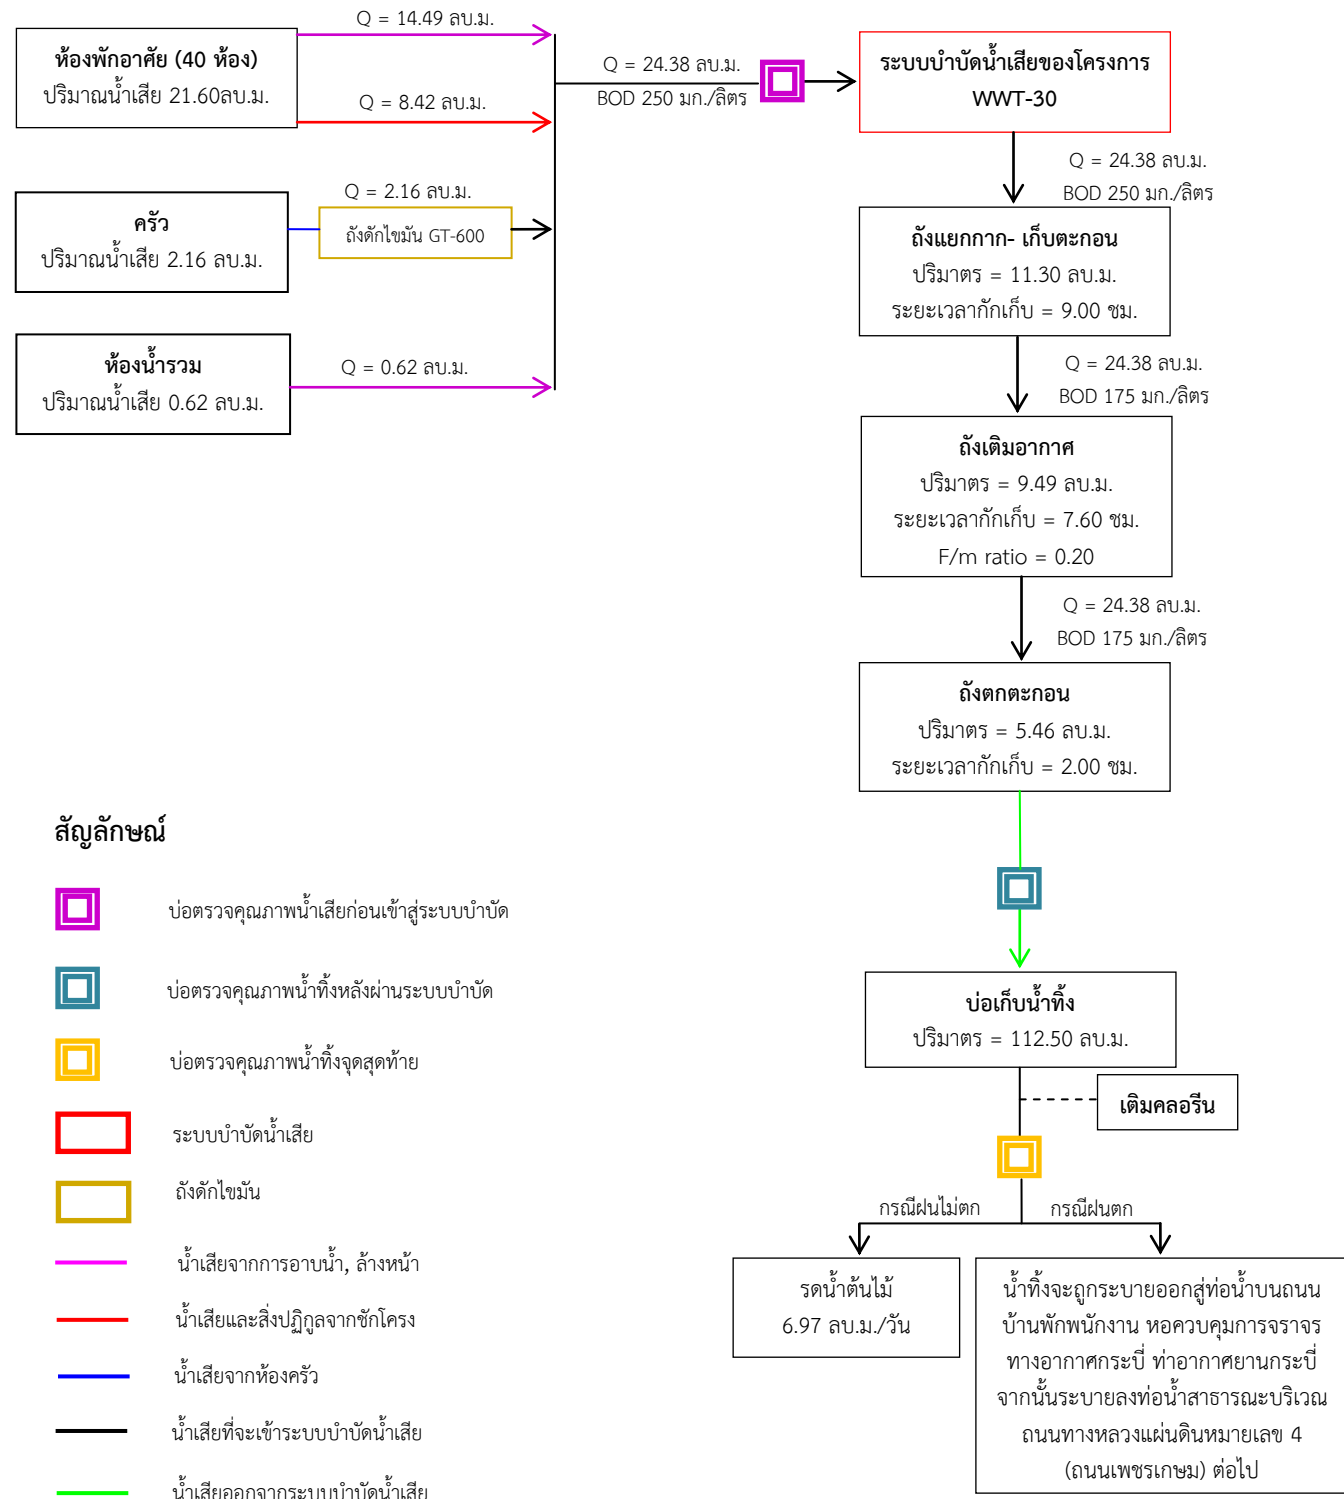 ห้องพักอาศัย (40 ห้อง)
ปริมาณน้ำเสีย 21.60ลบ.ม.
Q = 14.49 ลบ.ม.
Q = 8.42 ลบ.ม.
ครัว
ปริมาณน้ำเสีย 2.16 ลบ.ม.
Q = 2.16 ลบ.ม.
ถังดักไขมัน GT-600
ห้องน้ำรวม
ปริมาณน้ำเสีย 0.62 ลบ.ม.
Q = 0.62 ลบ.ม.
Q = 24.38 ลบ.ม.
BOD 250 มก./ลิตร
ระบบบำบัดน้ำเสียของโครงการ
WWT-30
Q = 24.38 ลบ.ม.
BOD 250 มก./ลิตร
ถังแยกกาก- เก็บตะกอน
ปริมาตร = 11.30 ลบ.ม.
ระยะเวลากักเก็บ = 9.00 ชม.
Q = 24.38 ลบ.ม.
BOD 175 มก./ลิตร
ถังเติมอากาศ
ปริมาตร = 9.49 ลบ.ม.
ระยะเวลากักเก็บ = 7.60 ชม.
F/m ratio = 0.20
Q = 24.38 ลบ.ม.
BOD 175 มก./ลิตร
ถังตกตะกอน
ปริมาตร = 5.46 ลบ.ม.
ระยะเวลากักเก็บ = 2.00 ชม.
บ่อเก็บน้ำทิ้ง
ปริมาตร = 112.50 ลบ.ม.
เติมคลอรีน
กรณีฝนไม่ตก
กรณีฝนตก
รดน้ำต้นไม้
6.97 ลบ.ม./วัน
น้ำทิ้งจะถูกระบายออกสู่ท่อน้ำบนถนน
บ้านพักพนักงาน หอควบคุมการจราจร
ทางอากาศกระบี่ ท่าอากาศยานกระบี่
จากนั้นระบายลงท่อน้ำสาธารณะบริเวณ
ถนนทางหลวงแผ่นดินหมายเลข 4
(ถนนเพชรเกษม) ต่อไป
สัญลักษณ์
บ่อตรวจคุณภาพน้ำเสียก่อนเข้าสู่ระบบบำบัด
บ่อตรวจคุณภาพน้ำทิ้งหลังผ่านระบบบำบัด
บ่อตรวจคุณภาพน้ำทิ้งจุดสุดท้าย
ระบบบำบัดน้ำเสีย
ถังดักไขมัน
น้ำเสียจากการอาบน้ำ, ล้างหน้า
น้ำเสียและสิ่งปฏิกูลจากชักโครง
น้ำเสียจากห้องครัว
น้ำเสียที่จะเข้าระบบบำบัดน้ำเสีย
น้ำเสียออกจากระบบบำบัดน้ำเสีย